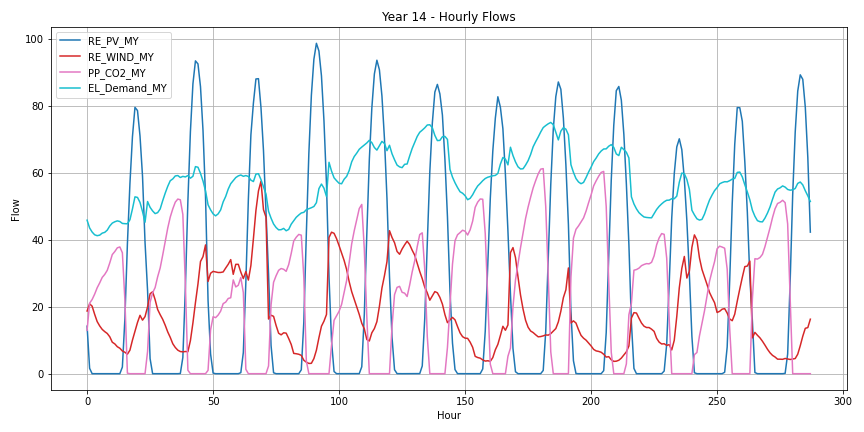 Year 14 - Hourly Flows
RE_PV_MY
RE_WIND_MY
PP_CO2_MY
EL_Demand_MY
Flow
100
80
60
40
20
0
0 50 100 150 200 250 300
Hour